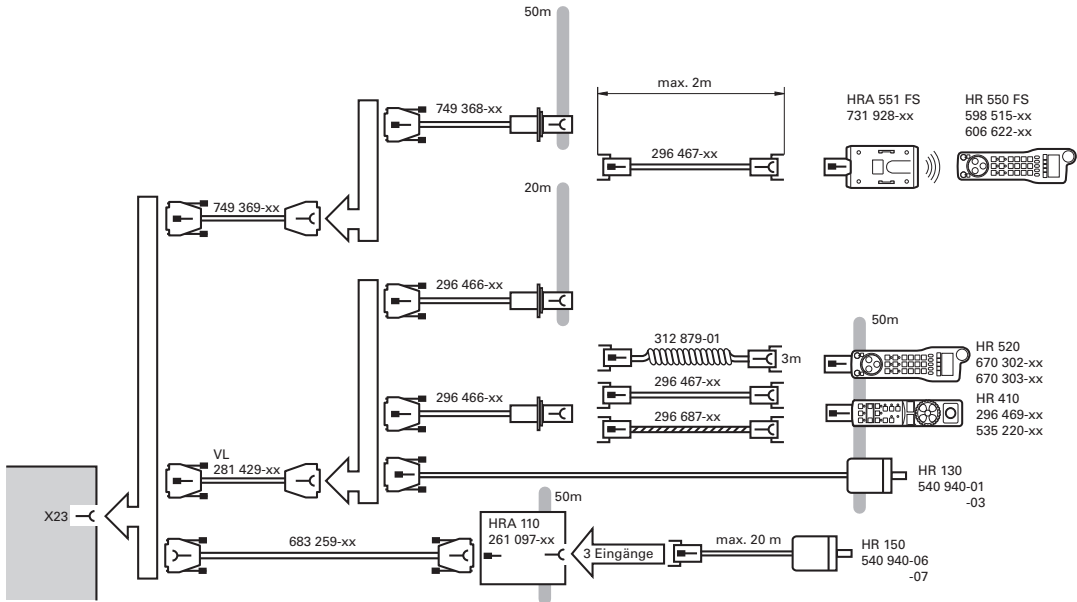 50m
749 368-xx
max. 2m
296 467-xx
HRA 551 FS
731 928-xx
HR 550 FS
598 515-xx
606 622-xx
20m
749 369-xx
296 466-xx
312 879-01
3m
50m
HR 520
670 302-xx
670 303-xx
296 467-xx
296 466-xx
296 687-xx
HR 410
296 469-xx
535 220-xx
VL
281 429-xx
HR 130
540 940-01
-03
X23
683 259-xx
50m
HRA 110
261 097-xx
3 Eingänge
max. 20 m
HR 150
540 940-06
-07